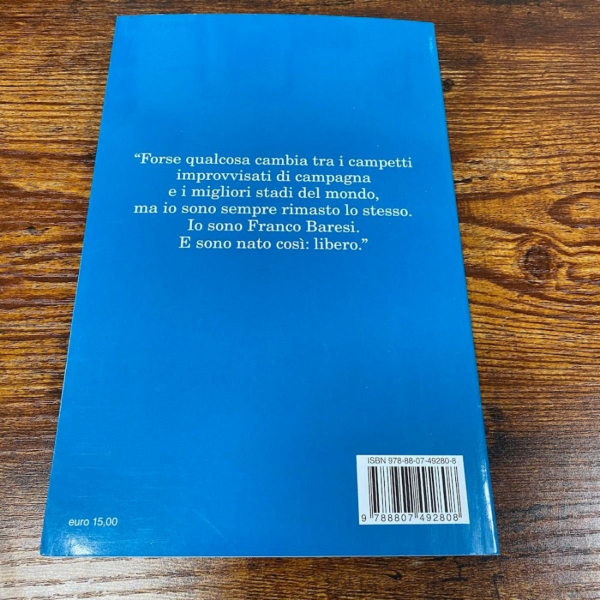 “Forse qualcosa cambia tra i campetti
improvvisati di campagna
e i migliori stadi del mondo,
ma io sono sempre rimasto lo stesso.
Io sono Franco Baresi.
E sono nato così: libero.”
ISBN 978-88-07-49280-8
9 788807 492808
euro 15,00